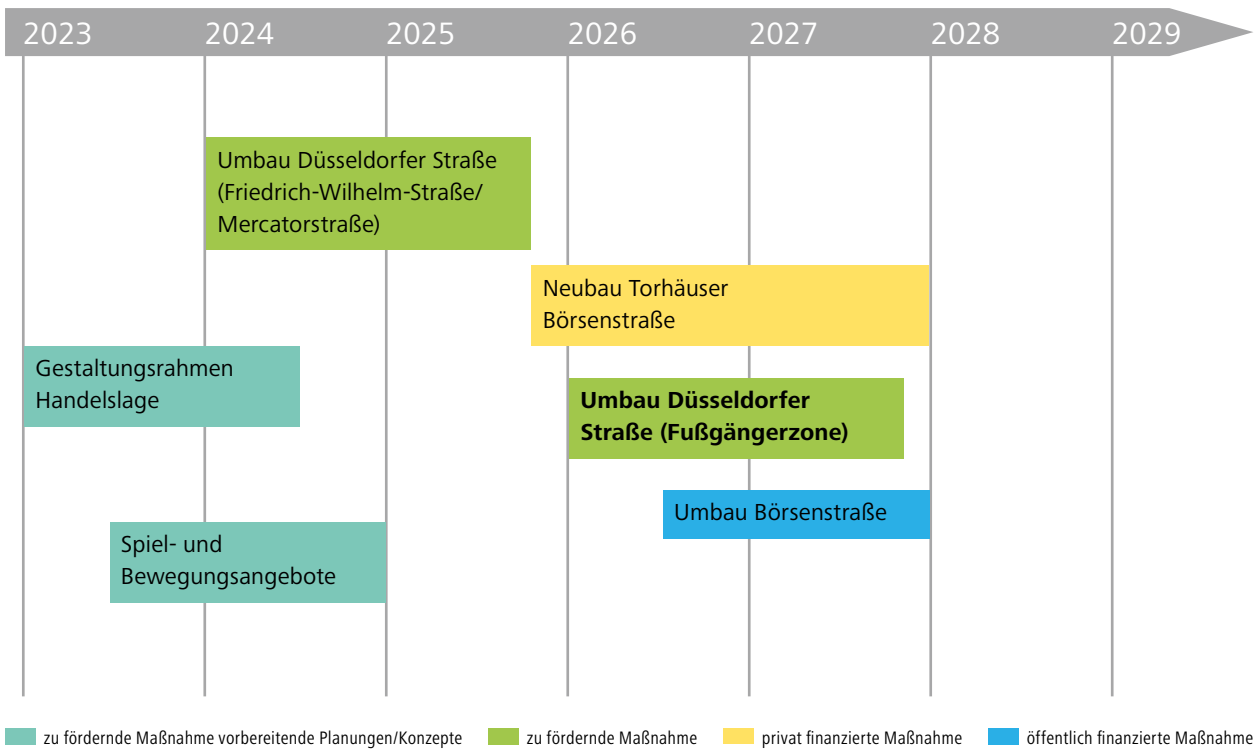 2023 2024 2025 2026 2027 2028 2029
Umbau Düsseldorfer Straße
(Friedrich-Wilhelm-Straße/
Mercatorstraße)
Neubau Torhäuser
Börsenstraße
Gestaltungsrahmen
Handelslage
Umbau Düsseldorfer
Straße (Fußgängerzone)
Umbau Börsenstraße
Spiel- und
Bewegungsangebote
zu fördernde Maßnahme vorbereitende Planungen/Konzepte zu fördernde Maßnahme privat finanzierte Maßnahme öffentlich finanzierte Maßnahme